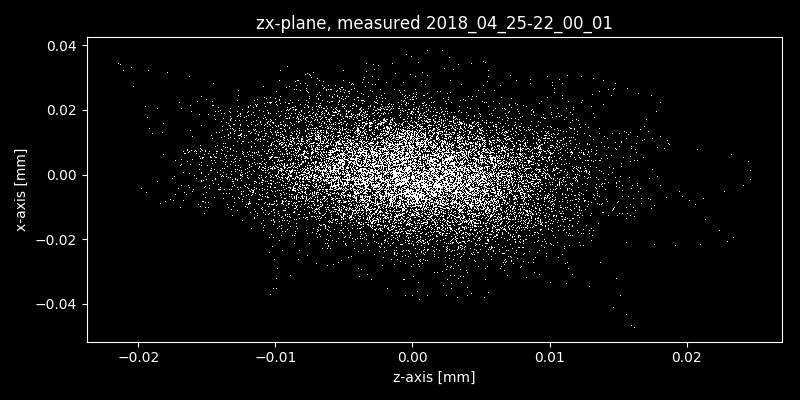 zx-plane, measured 2018_04_25-22_00_01
0.04
0.02
0.00
−0.02
−0.04
x-axis [mm]
−0.02 −0.01 0.00 0.01 0.02
z-axis [mm]